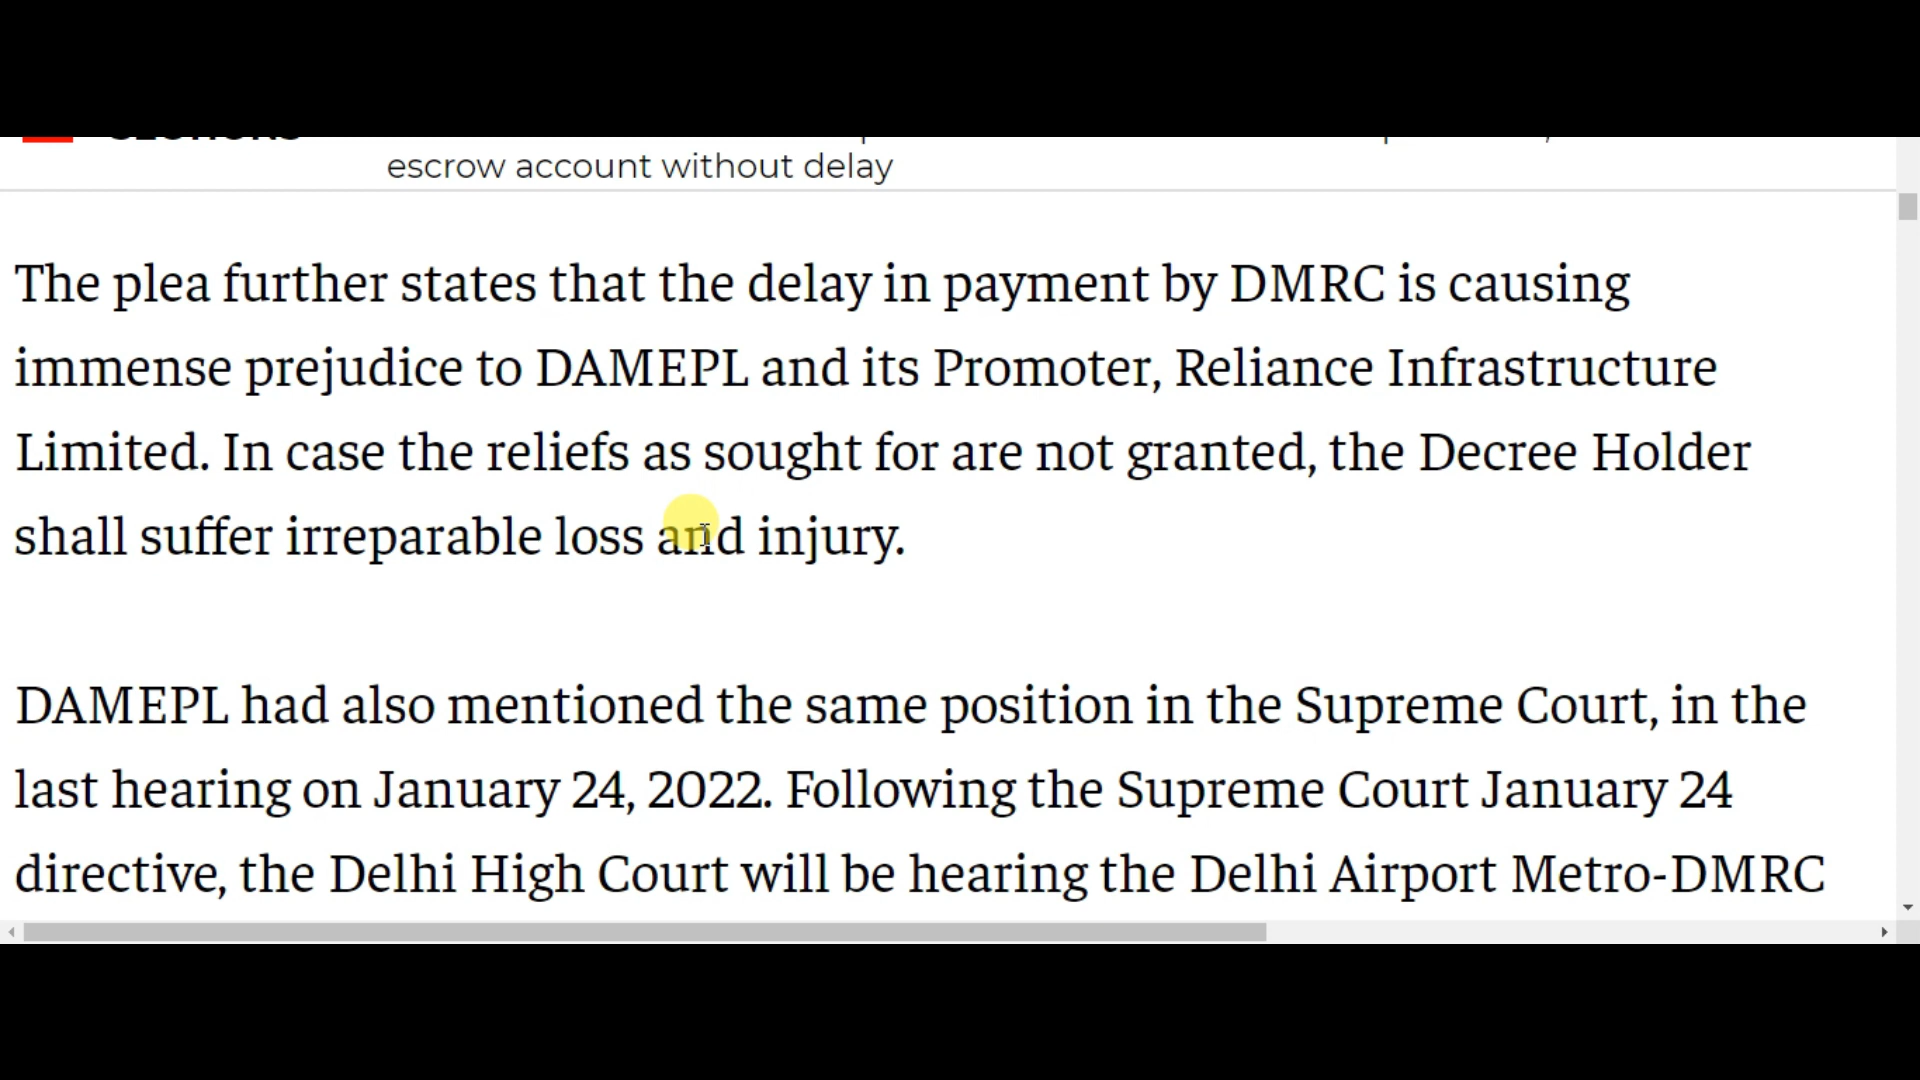 escrow account without delay
The plea further states that the delay in payment by DMRC is causing
immense prejudice to DAMEPL and its Promoter, Reliance Infrastructure
Limited. In case the reliefs as sought for are not granted, the Decree Holder
shall suffer irreparable loss and injury.
DAMEPL had also mentioned the same position in the Supreme Court, in the
last hearing on January 24, 2022. Following the Supreme Court January 24
directive, the Delhi High Court will be hearing the Delhi Airport Metro-DMRC